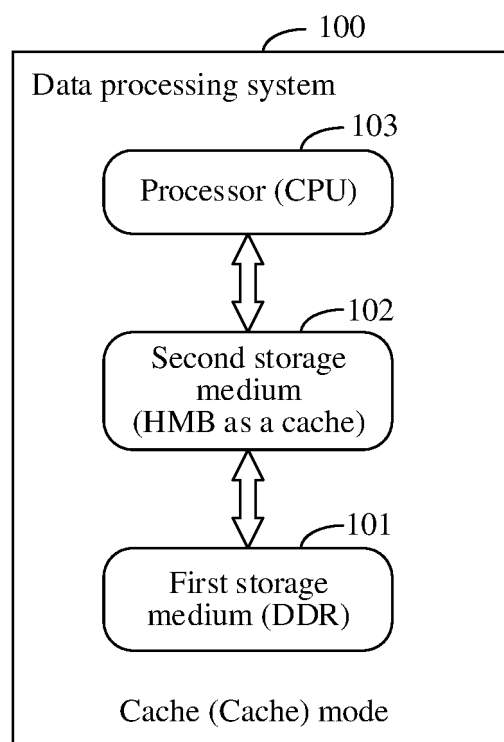 100
Data processing system
103
Processor (CPU)
102
Second storage
medium
(HMB as a cache)
101
First storage
medium (DDR)
Cache (Cache) mode